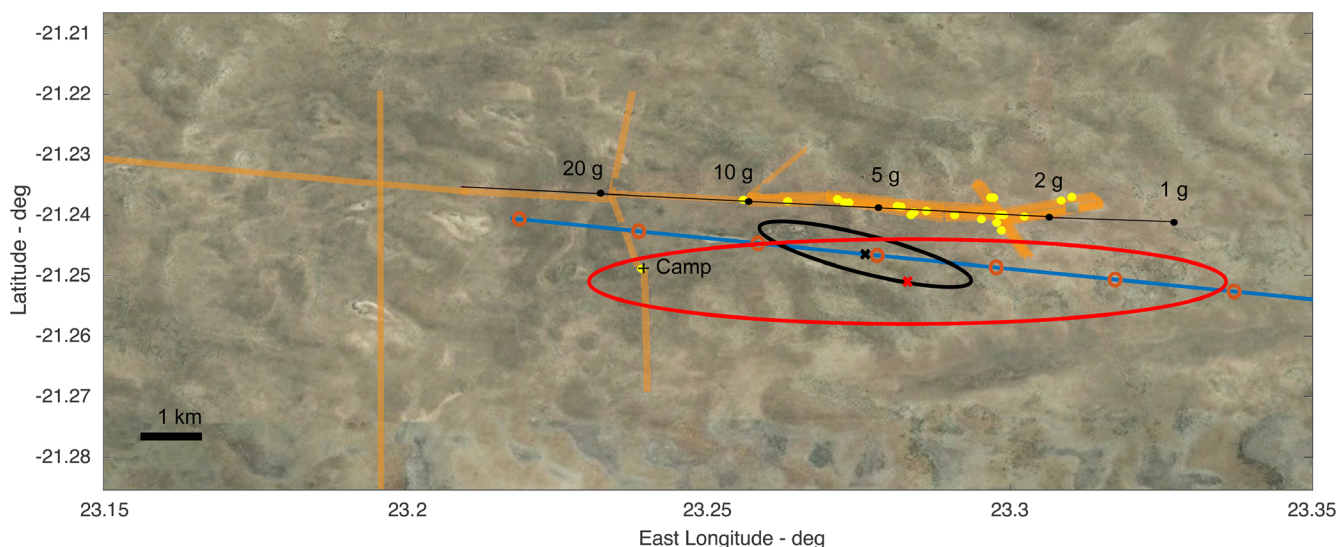 -21.21
-21.22
-21.23
-21.24
-21.25
-21.26
-21.27
-21.28
Latitude - deg
20 g
10 g
5 g
2 g
1 g
+ Camp
1 km
23.15
23.2
23.25
23.3
23.35
East Longitude - deg